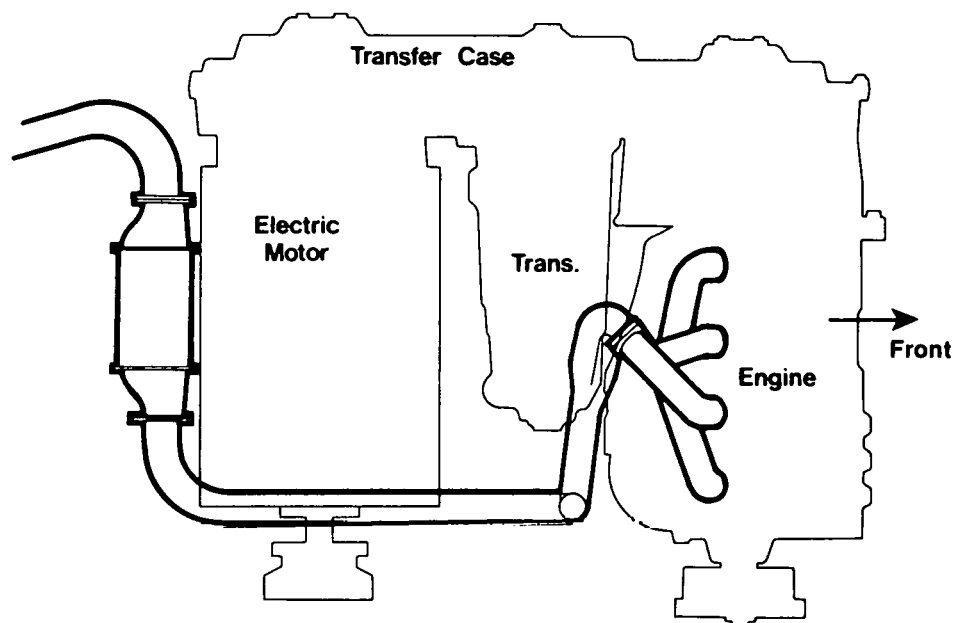 Transfer Case
Electric
Motor
Trans.
Front
Engine